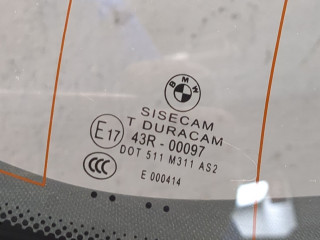 BMW
SISECAM
T DURACAM
E17 43R - 00097
DOT 511 M311 AS2
CCC
E 000414